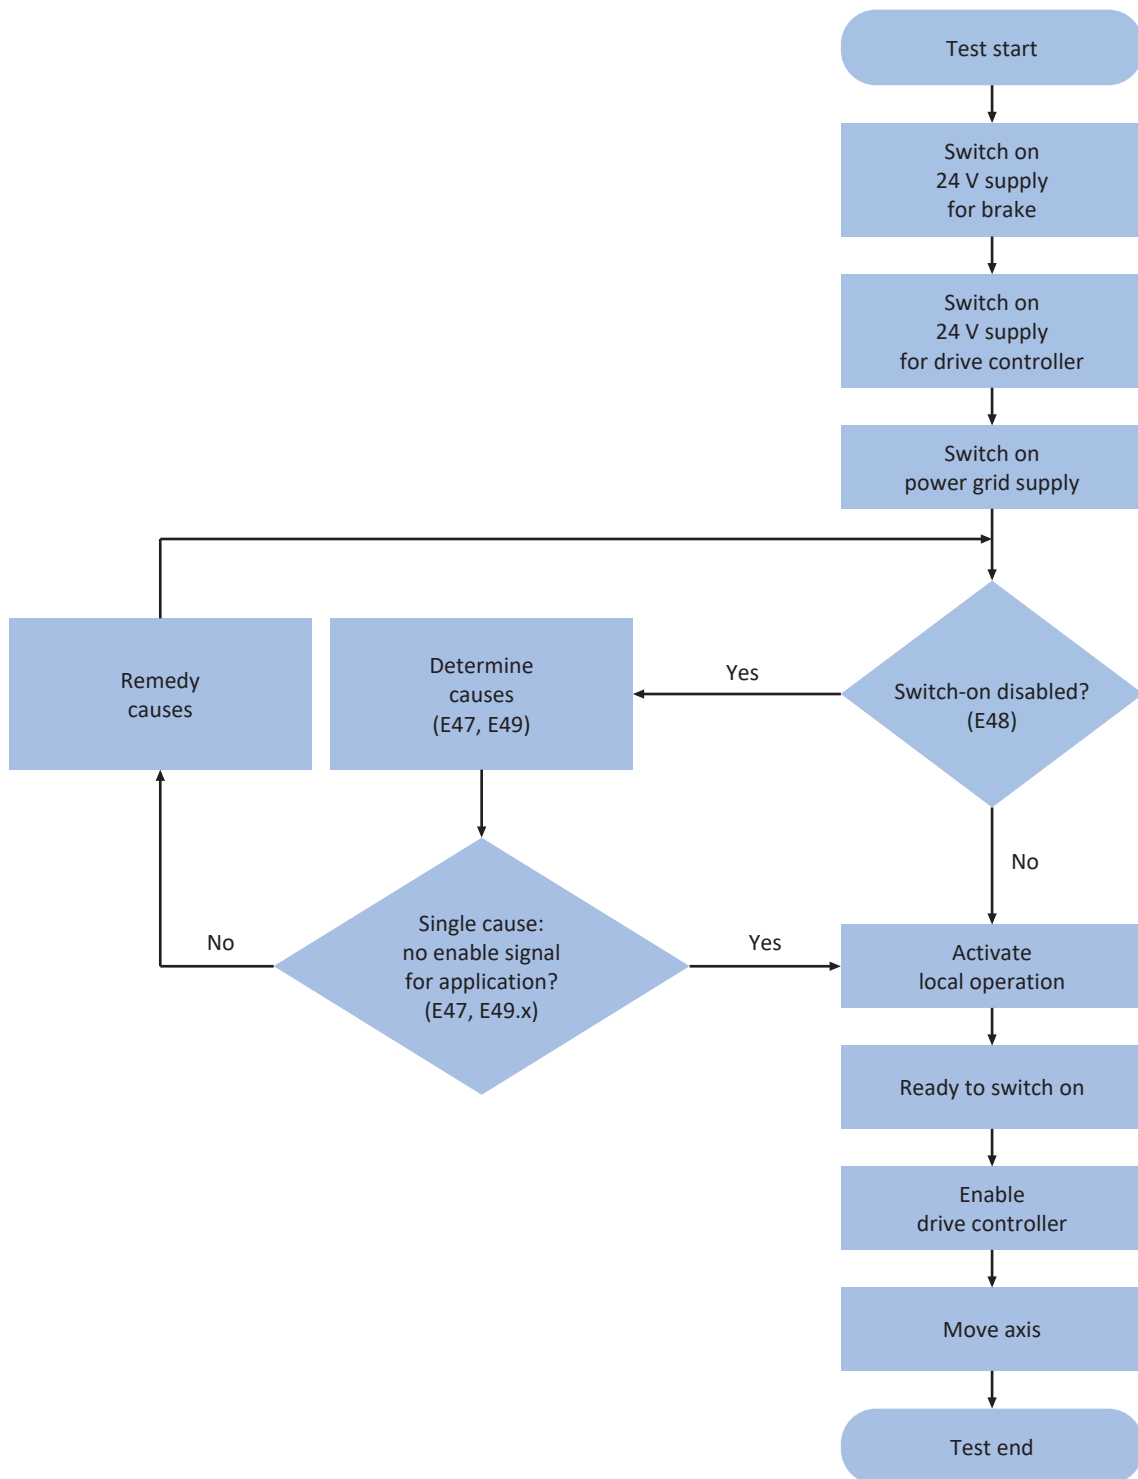 Test start
Switch on
24 V supply
for brake
Switch on
24 V supply
for drive controller
Switch on
power grid supply
Switch-on disabled?
(E48)
Yes
Determine
causes
(E47, E49)
Remedy
causes
No
Single cause:
no enable signal
for application?
(E47, E49.x)
No
Yes
Activate
local operation
Ready to switch on
Enable
drive controller
Move axis
Test end